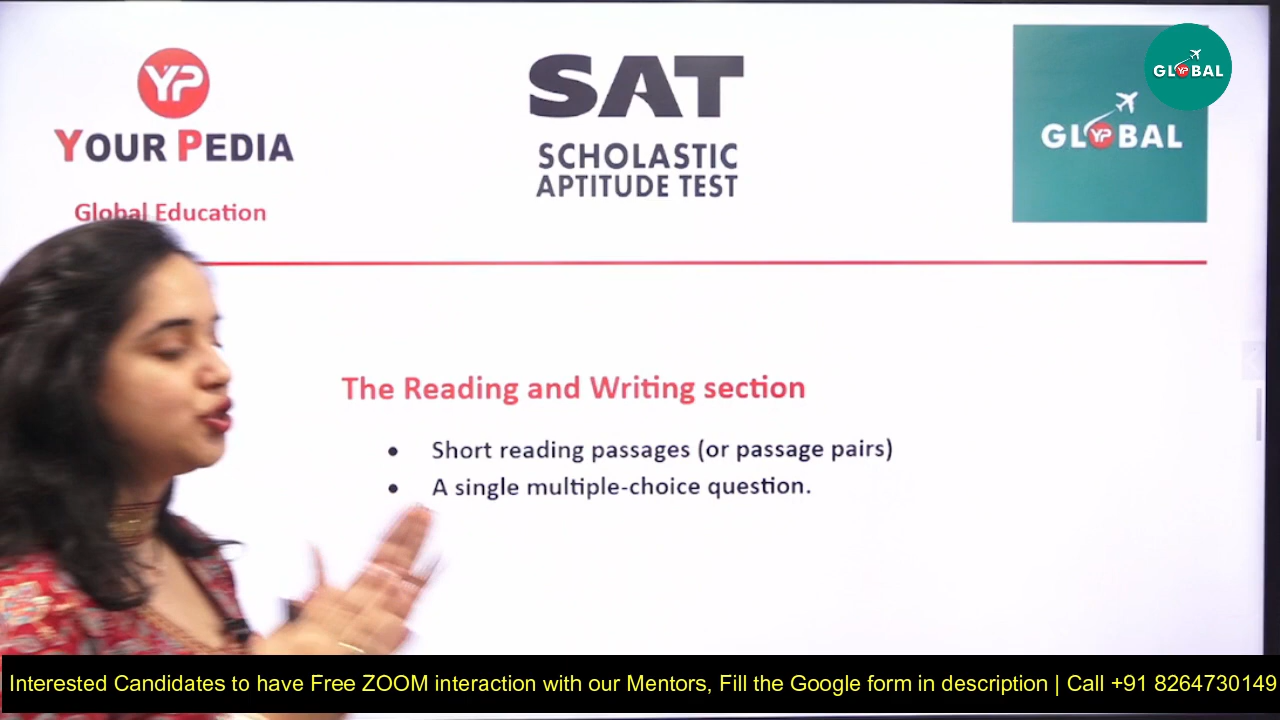 YP
YOUR PEDIA
Global Education
SAT
SCHOLASTIC
APTITUDE TEST
GLYPBAL
GLYPBAL
The Reading and Writing section
• Short reading passages (or passage pairs)
• A single multiple-choice question.
Interested Candidates to have Free ZOOM interaction with our Mentors, Fill the Google form in description | Call +91 8264730149